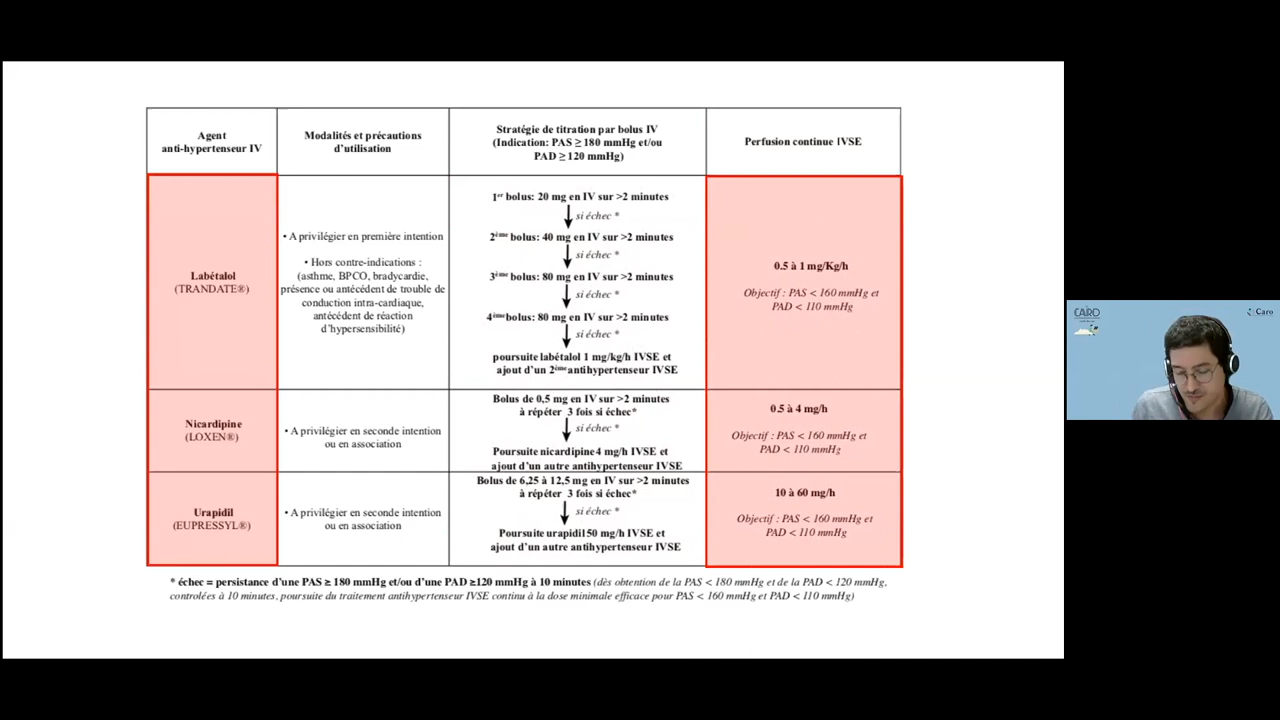 Agent
anti-hypertenseur IV
Modalités et précautions
d'utilisation
Stratégie de titration par bolus IV
(Indication: PAS ≥ 180 mmHg et/ou
PAD ≥ 120 mmHg)
Perfusion continue IVSE
Labétalol
(TRANDATE®)
• A privilégier en première intention
• Hors contre-indications :
(asthme, BPCO, bradycardie,
présence ou antécédent de trouble de
conduction intra-cardiaque,
antécédent de réaction
d'hypersensibilité)
1er bolus: 20 mg en IV sur >2 minutes
si échec *
2ème bolus: 40 mg en IV sur >2 minutes
si échec *
3ème bolus: 80 mg en IV sur >2 minutes
si échec *
4ème bolus: 80 mg en IV sur >2 minutes
si échec *
poursuite labétalol 1 mg/kg/h IVSE et
ajout d'un 2ème antihypertenseur IVSE
0.5 à 1 mg/Kg/h
Objectif : PAS < 160 mmHg et
PAD < 110 mmHg
Nicardipine
(LOXEN®)
• A privilégier en seconde intention
ou en association
Bolus de 0,5 mg en IV sur >2 minutes
à répéter 3 fois si échec*
si échec *
Poursuite nicardipine 4 mg/h IVSE et
ajout d'un autre antihypertenseur IVSE
0.5 à 4 mg/h
Objectif : PAS < 160 mmHg et
PAD < 110 mmHg
Urapidil
(EUPRESSYL®)
• A privilégier en seconde intention
ou en association
Bolus de 6,25 à 12,5 mg en IV sur >2 minutes
à répéter 3 fois si échec*
si échec *
Poursuite urapidil 50 mg/h IVSE et
ajout d'un autre antihypertenseur IVSE
10 à 60 mg/h
Objectif : PAS < 160 mmHg et
PAD < 110 mmHg
* échec = persistance d'une PAS ≥ 180 mmHg et/ou d'une PAD ≥120 mmHg à 10 minutes (dès obtention de la PAS < 180 mmHg et de la PAD < 120 mmHg,
controlées à 10 minutes, poursuite du traitement antihypertenseur IVSE continu à la dose minimale efficace pour PAS < 160 mmHg et PAD < 110 mmHg)
CARO
Caro